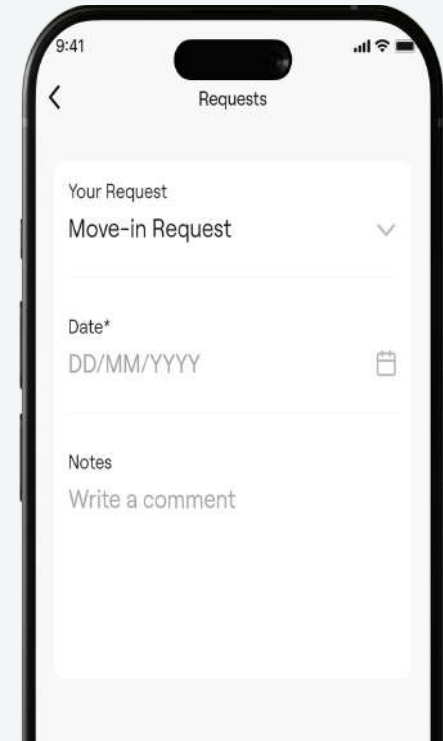 9:41
Requests
Your Request
Move-in Request
Date*
DD/MM/YYYY
Notes
Write a comment